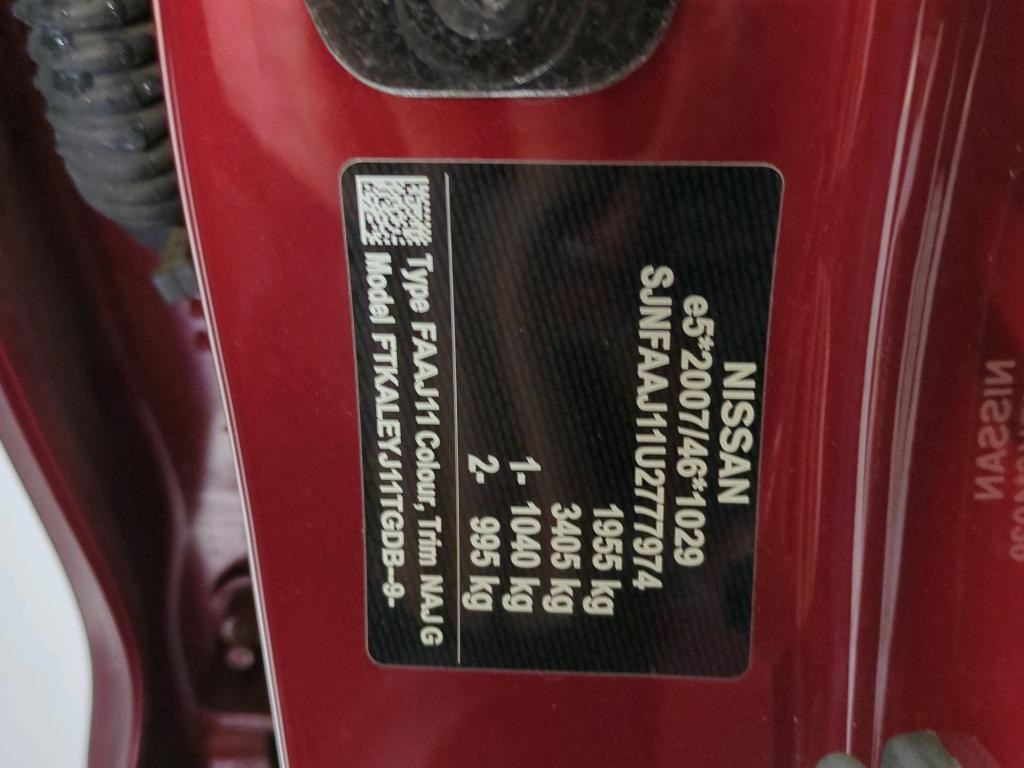 NISSAN
e5*2007/46*1029
SJNFAAJ11U2777974
1955 kg
3405 kg
1- 1040 kg
2- 995 kg
Type FAAJ11 Colour, Trim NAJ G
Model FTKALEYJ11TGDB--9-
NISSAN